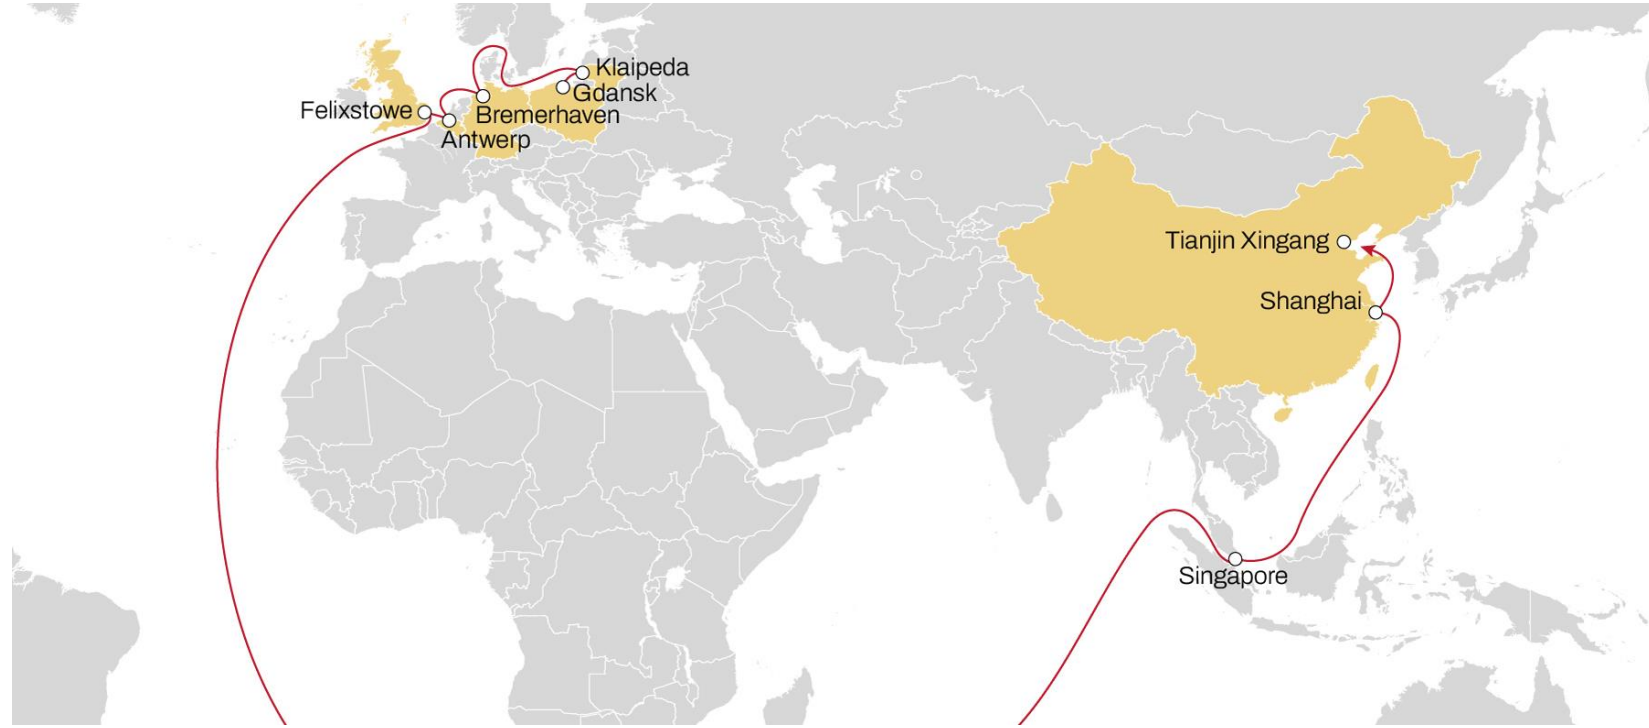 Klaipeda
Gdansk
Felixstowe
Bremerhaven
Antwerp
Tianjin Xingang
Shanghai
Singapore